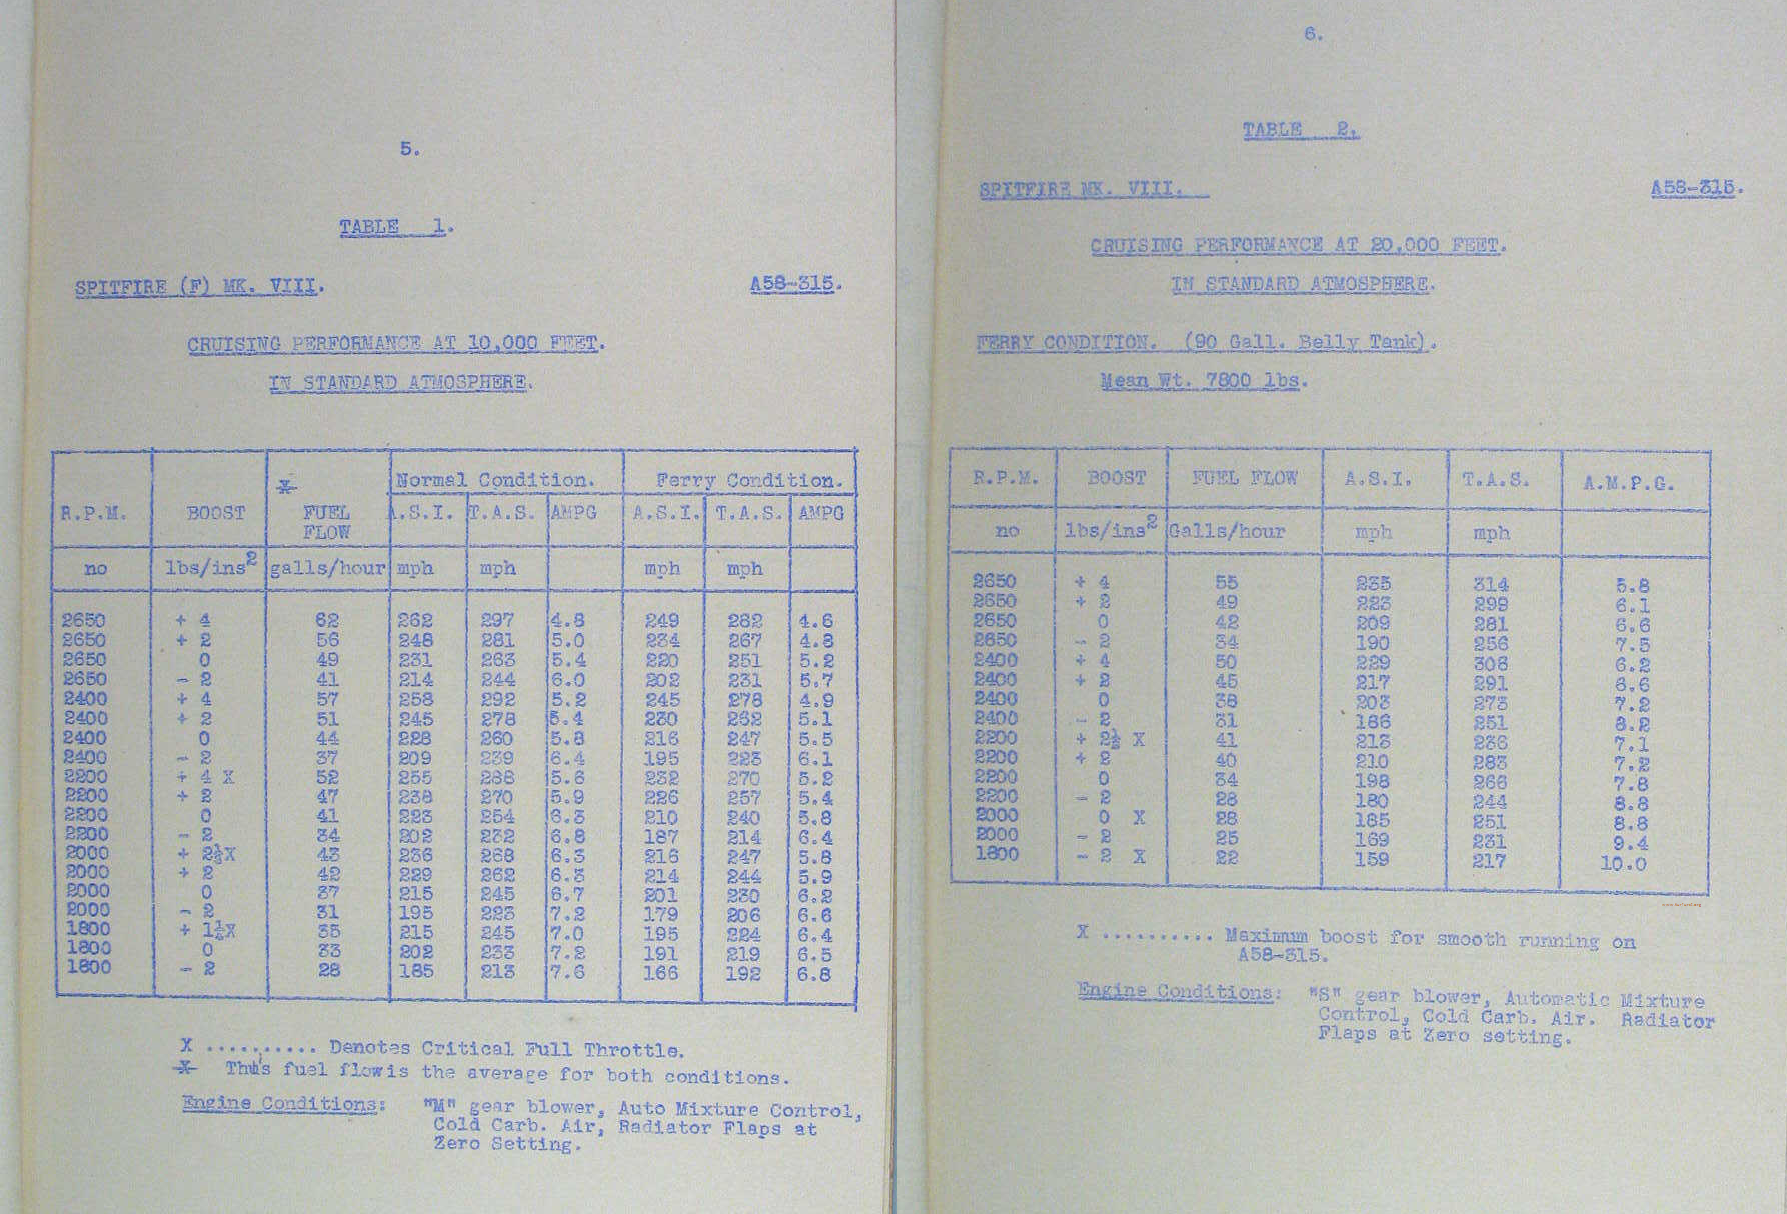 5.
TABLE 1.
SPITFIRE (F) MK. VIII. A58-315.
CRUISING PERFORMANCE AT 10,000 FEET.
IN STANDARD ATMOSPHERE.
X Normal Condition. Ferry Condition.
R.P.M. BOOST FUEL A.S.I. T.A.S. AMPG A.S.I. T.A.S. AMPG
FLOW
no lbs/ins2 galls/hour mph mph mph mph
2650 + 4 62 262 297 4.8 249 282 4.6
2650 + 2 56 248 281 5.0 234 267 4.8
2650 0 49 231 263 5.4 220 251 5.2
2650 - 2 41 214 244 6.0 202 231 5.7
2400 + 4 57 258 292 5.2 245 278 4.9
2400 + 2 51 245 278 5.4 230 262 5.1
2400 0 44 228 260 5.8 216 247 5.5
2400 - 2 37 209 239 6.4 195 223 6.1
2200 + 4 X 52 255 288 5.6 232 270 5.2
2200 + 2 47 238 270 5.9 226 257 5.4
2200 0 41 223 254 6.3 210 240 5.8
2200 - 2 34 202 232 6.8 187 214 6.4
2000 + 2½X 43 236 268 6.3 216 247 5.8
2000 + 2 42 229 262 6.3 214 244 5.9
2000 0 37 215 245 6.7 201 230 6.2
2000 - 2 31 195 223 7.2 179 206 6.6
1800 + 1½X 35 215 245 7.0 195 224 6.4
1800 0 33 202 233 7.2 191 219 6.5
1800 - 2 28 185 213 7.6 166 192 6.8
X .......... Denotes Critical Full Throttle.
X This fuel flow is the average for both conditions.
Engine Conditions: "M" gear blower, Auto Mixture Control,
Cold Carb. Air, Radiator Flaps at
Zero Setting.
6.
TABLE 2.
SPITFIRE MK. VIII. A58-315.
CRUISING PERFORMANCE AT 20,000 FEET.
IN STANDARD ATMOSPHERE.
FERRY CONDITION. (90 Gall. Belly Tank).
Mean Wt. 7800 lbs.
R.P.M. BOOST FUEL FLOW A.S.I. T.A.S. A.M.P.G.
no lbs/ins2 Galls/hour mph mph
2650 + 4 55 235 314 5.8
2650 + 2 49 223 299 6.1
2650 0 42 209 281 6.6
2650 - 2 34 190 256 7.5
2400 + 4 50 229 308 6.2
2400 + 2 45 217 291 6.6
2400 0 38 203 273 7.2
2400 - 2 31 186 251 8.2
2200 + 2½ X 41 213 286 7.1
2200 + 2 40 210 283 7.2
2200 0 34 198 266 7.8
2200 - 2 28 180 244 8.8
2000 0 X 28 185 251 8.8
2000 - 2 25 169 231 9.4
1800 - 2 X 22 159 217 10.0
X .......... Maximum boost for smooth running on
A58-315.
Engine Conditions: "S" gear blower, Automatic Mixture
Control, Cold Carb. Air. Radiator
Flaps at Zero setting.